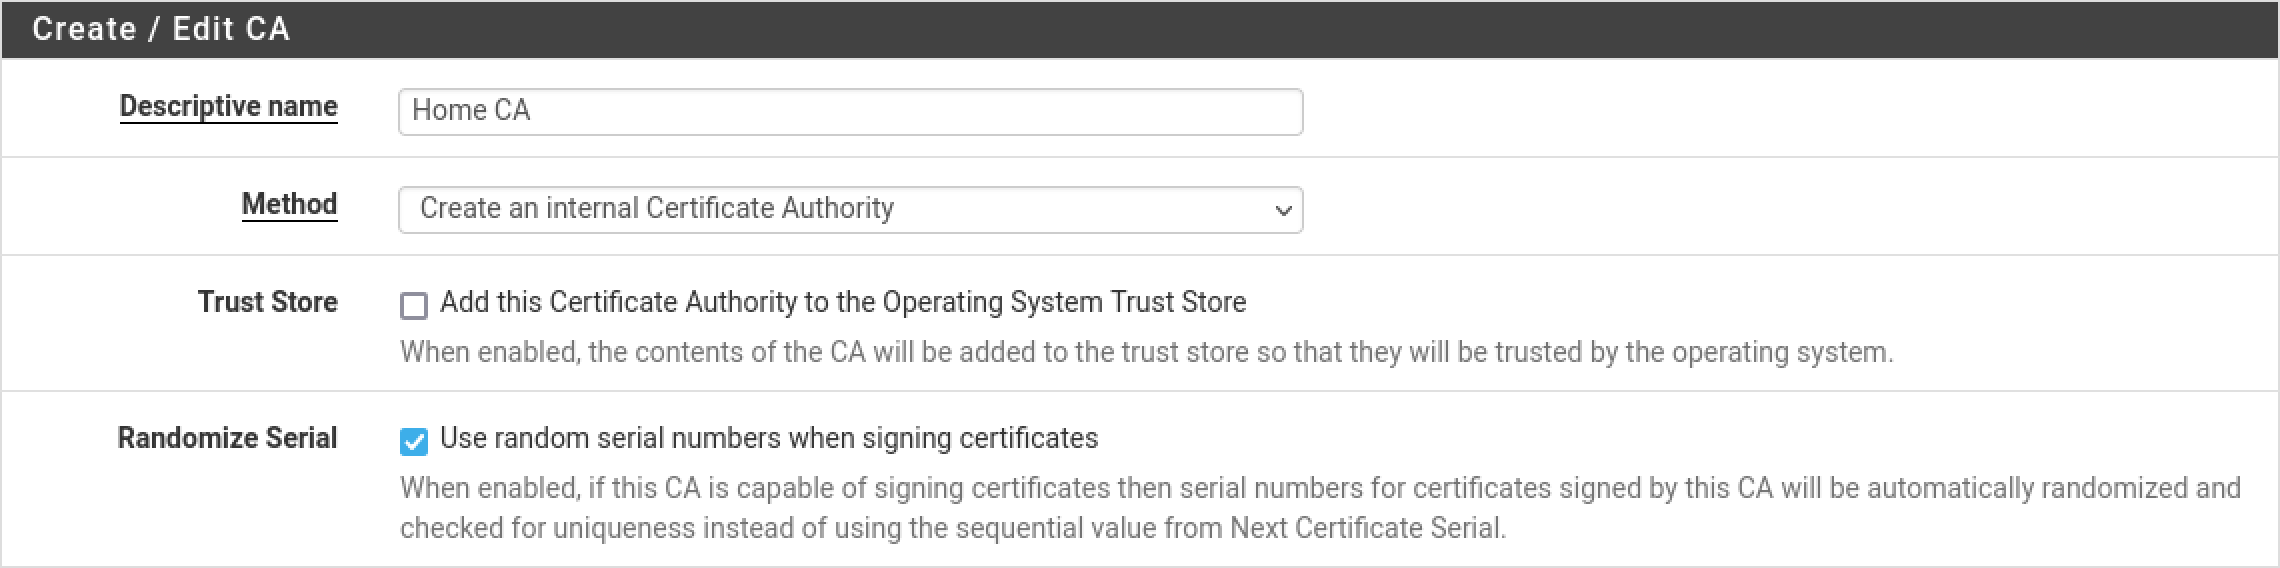 Create / Edit CA
Descriptive name
Home CA
Method
Create an internal Certificate Authority
Trust Store
Add this Certificate Authority to the Operating System Trust Store
When enabled, the contents of the CA will be added to the trust store so that they will be trusted by the operating system.
Randomize Serial
Use random serial numbers when signing certificates
When enabled, if this CA is capable of signing certificates then serial numbers for certificates signed by this CA will be automatically randomized and
checked for uniqueness instead of using the sequential value from Next Certificate Serial.